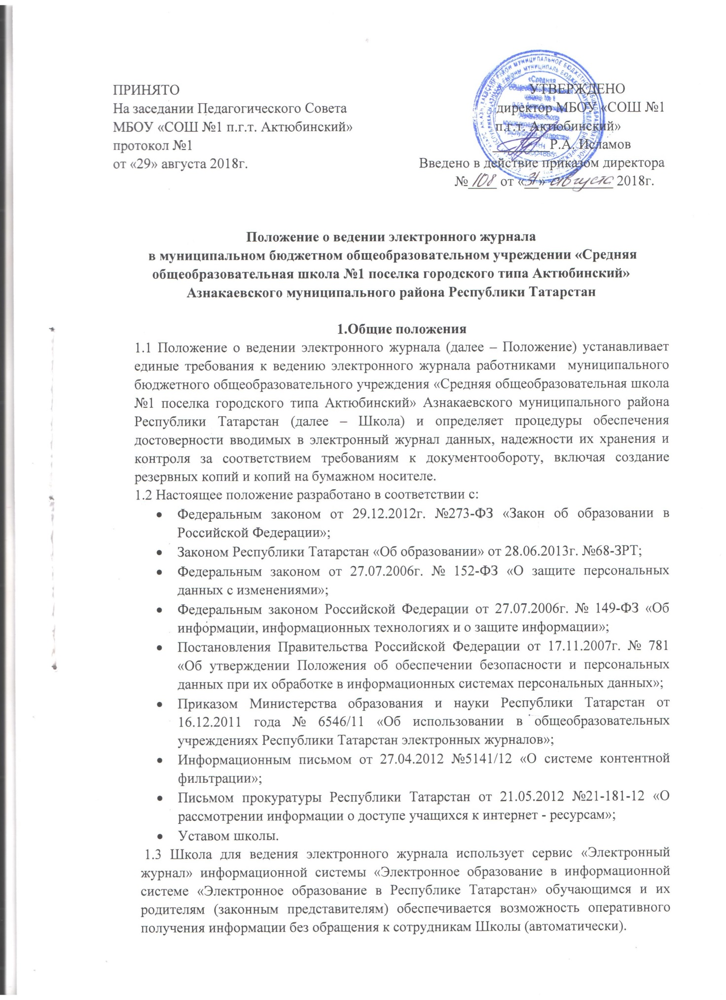 ПРИНЯТО
На заседании Педагогического Совета
МБОУ «СОШ №1 п.г.т. Актюбинский»
протокол №1
от «29» августа 2018г.
УТВЕРЖДЕНО
директор МБОУ «СОШ №1
п.г.т. Актюбинский»
Р.А. Исламов
Введено в действие приказом директора
№ 108 от «31» августа 2018г.
Положение о ведении электронного журнала
в муниципальном бюджетном общеобразовательном учреждении «Средняя
общеобразовательная школа №1 поселка городского типа Актюбинский»
Азнакаевского муниципального района Республики Татарстан
1.Общие положения
1.1 Положение о ведении электронного журнала (далее – Положение) устанавливает
единые требования к ведению электронного журнала работниками муниципального
бюджетного общеобразовательного учреждения «Средняя общеобразовательная школа
№1 поселка городского типа Актюбинский» Азнакаевского муниципального района
Республики Татарстан (далее – Школа) и определяет процедуры обеспечения
достоверности вводимых в электронный журнал данных, надежности их хранения и
контроля за соответствием требованиям к документообороту, включая создание
резервных копий и копий на бумажном носителе.
1.2 Настоящее положение разработано в соответствии с:
• Федеральным законом от 29.12.2012г. №273-ФЗ «Закон об образовании в
Российской Федерации»;
• Законом Республики Татарстан «Об образовании» от 28.06.2013г. №68-ЗРТ;
• Федеральным законом от 27.07.2006г. № 152-ФЗ «О защите персональных
данных с изменениями»;
• Федеральным законом Российской Федерации от 27.07.2006г. № 149-ФЗ «Об
информации, информационных технологиях и о защите информации»;
• Постановления Правительства Российской Федерации от 17.11.2007г. № 781
«Об утверждении Положения об обеспечении безопасности и персональных
данных при их обработке в информационных системах персональных данных»;
• Приказом Министерства образования и науки Республики Татарстан от
16.12.2011 года № 6546/11 «Об использовании в общеобразовательных
учреждениях Республики Татарстан электронных журналов»;
• Информационным письмом от 27.04.2012 №5141/12 «О системе контентной
фильтрации»;
• Письмом прокуратуры Республики Татарстан от 21.05.2012 №21-181-12 «О
рассмотрении информации о доступе учащихся к интернет - ресурсам»;
• Уставом школы.
1.3 Школа для ведения электронного журнала использует сервис «Электронный
журнал» информационной системы «Электронное образование в информационной
системе «Электронное образование в Республике Татарстан» обучающимся и их
родителям (законным представителям) обеспечивается возможность оперативного
получения информации без обращения к сотрудникам Школы (автоматически).